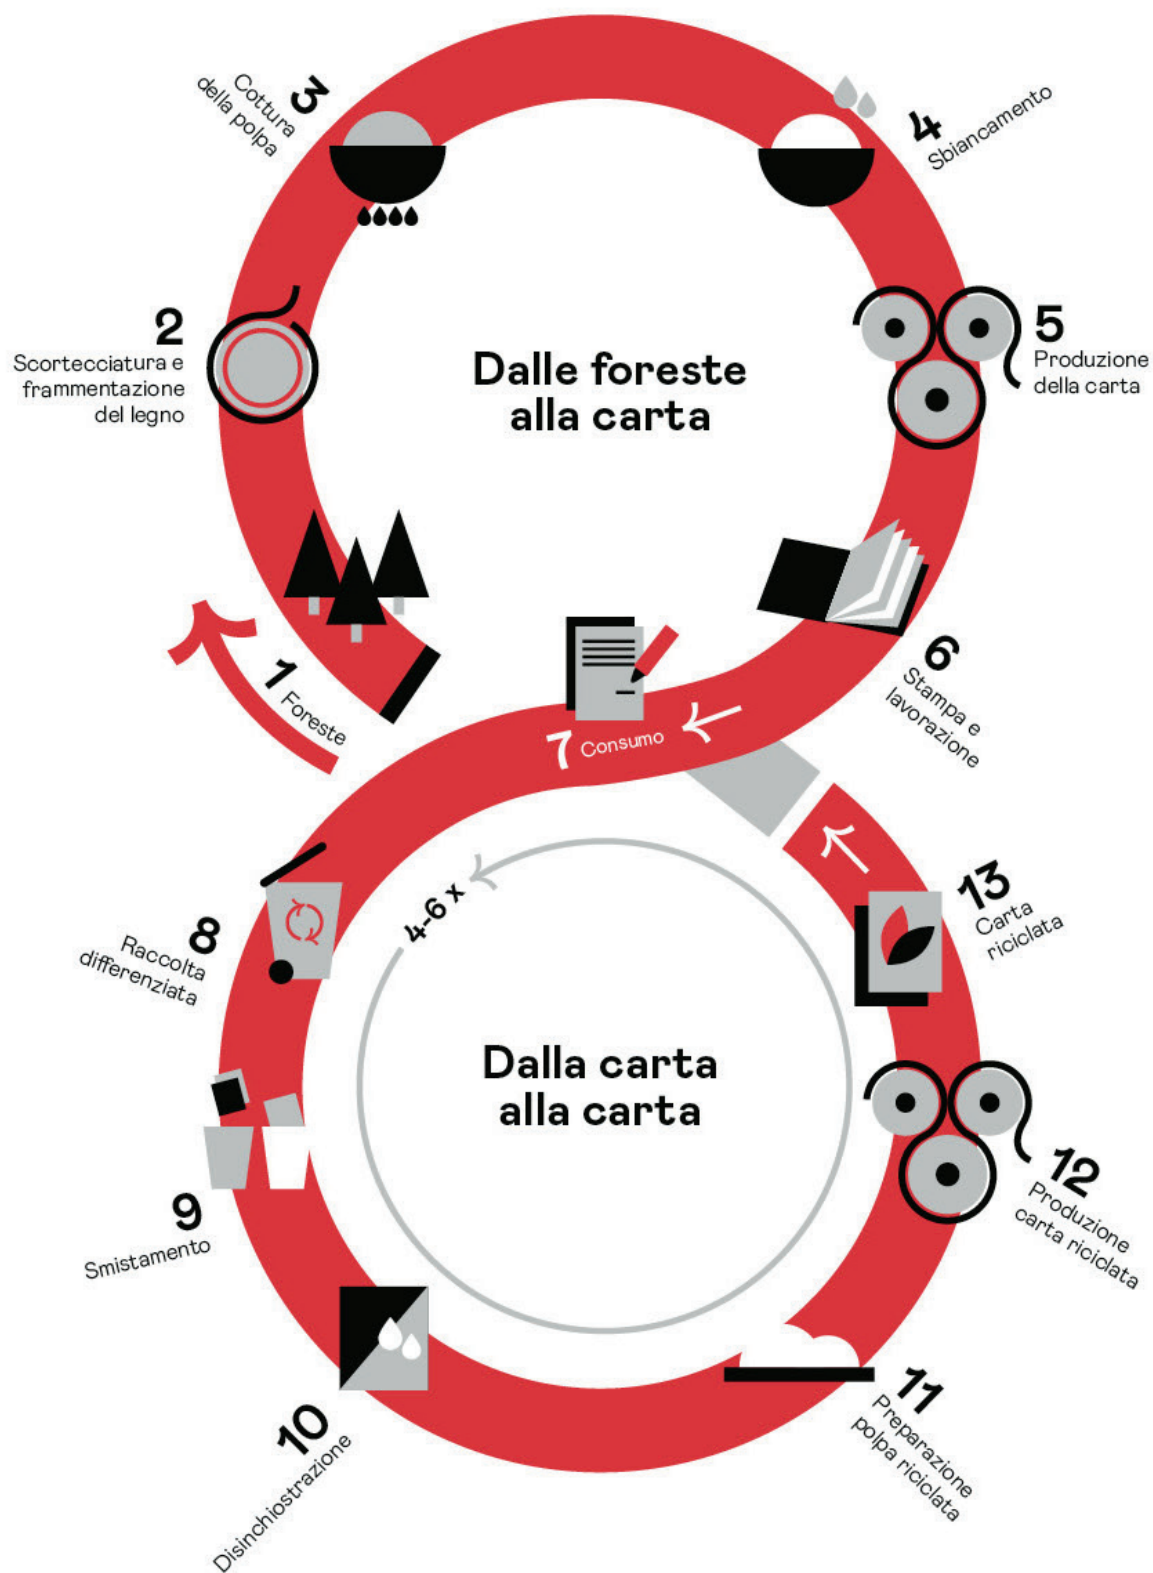 Dalle foreste
alla carta
1 Foreste
2
Scortecciatura e
frammentazione
del legno
3
Cottura
della polpa
4
Sbiancamento
5
Produzione
della carta
6
Stampa e
lavorazione
7 Consumo
Dalla carta
alla carta
4-6 x
8
Raccolta
differenziata
9
Smistamento
10
Disinchiostrazione
11
Preparazione
polpa riciclata
12
Produzione
carta riciclata
13
Carta
riciclata